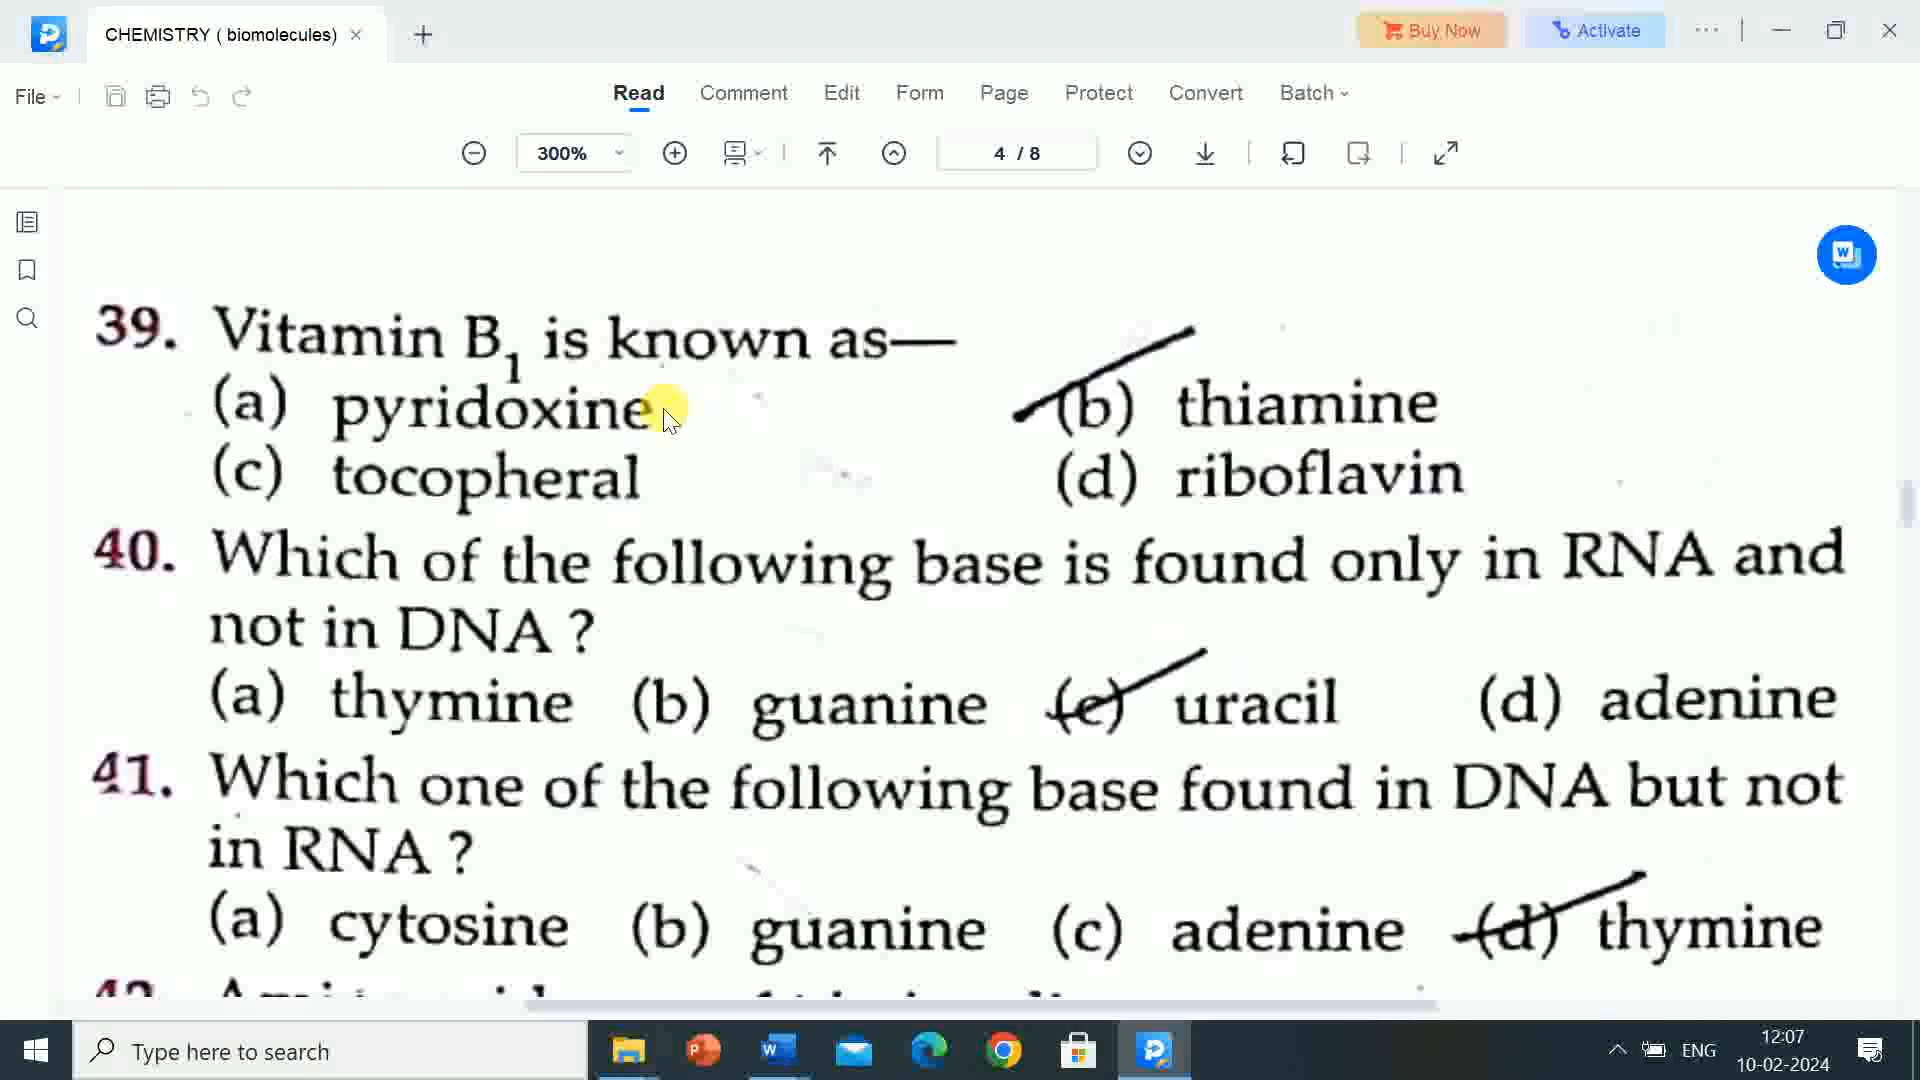 CHEMISTRY ( biomolecules)
Buy Now
Activate
File
Read
Comment
Edit
Form
Page
Protect
Convert
Batch
300%
4 / 8
39. Vitamin B1 is known as—
(a) pyridoxine (b) thiamine
(c) tocopheral (d) riboflavin
40. Which of the following base is found only in RNA and
not in DNA ?
(a) thymine (b) guanine (c) uracil (d) adenine
41. Which one of the following base found in DNA but not
in RNA ?
(a) cytosine (b) guanine (c) adenine (d) thymine
Type here to search
ENG
12:07
10-02-2024